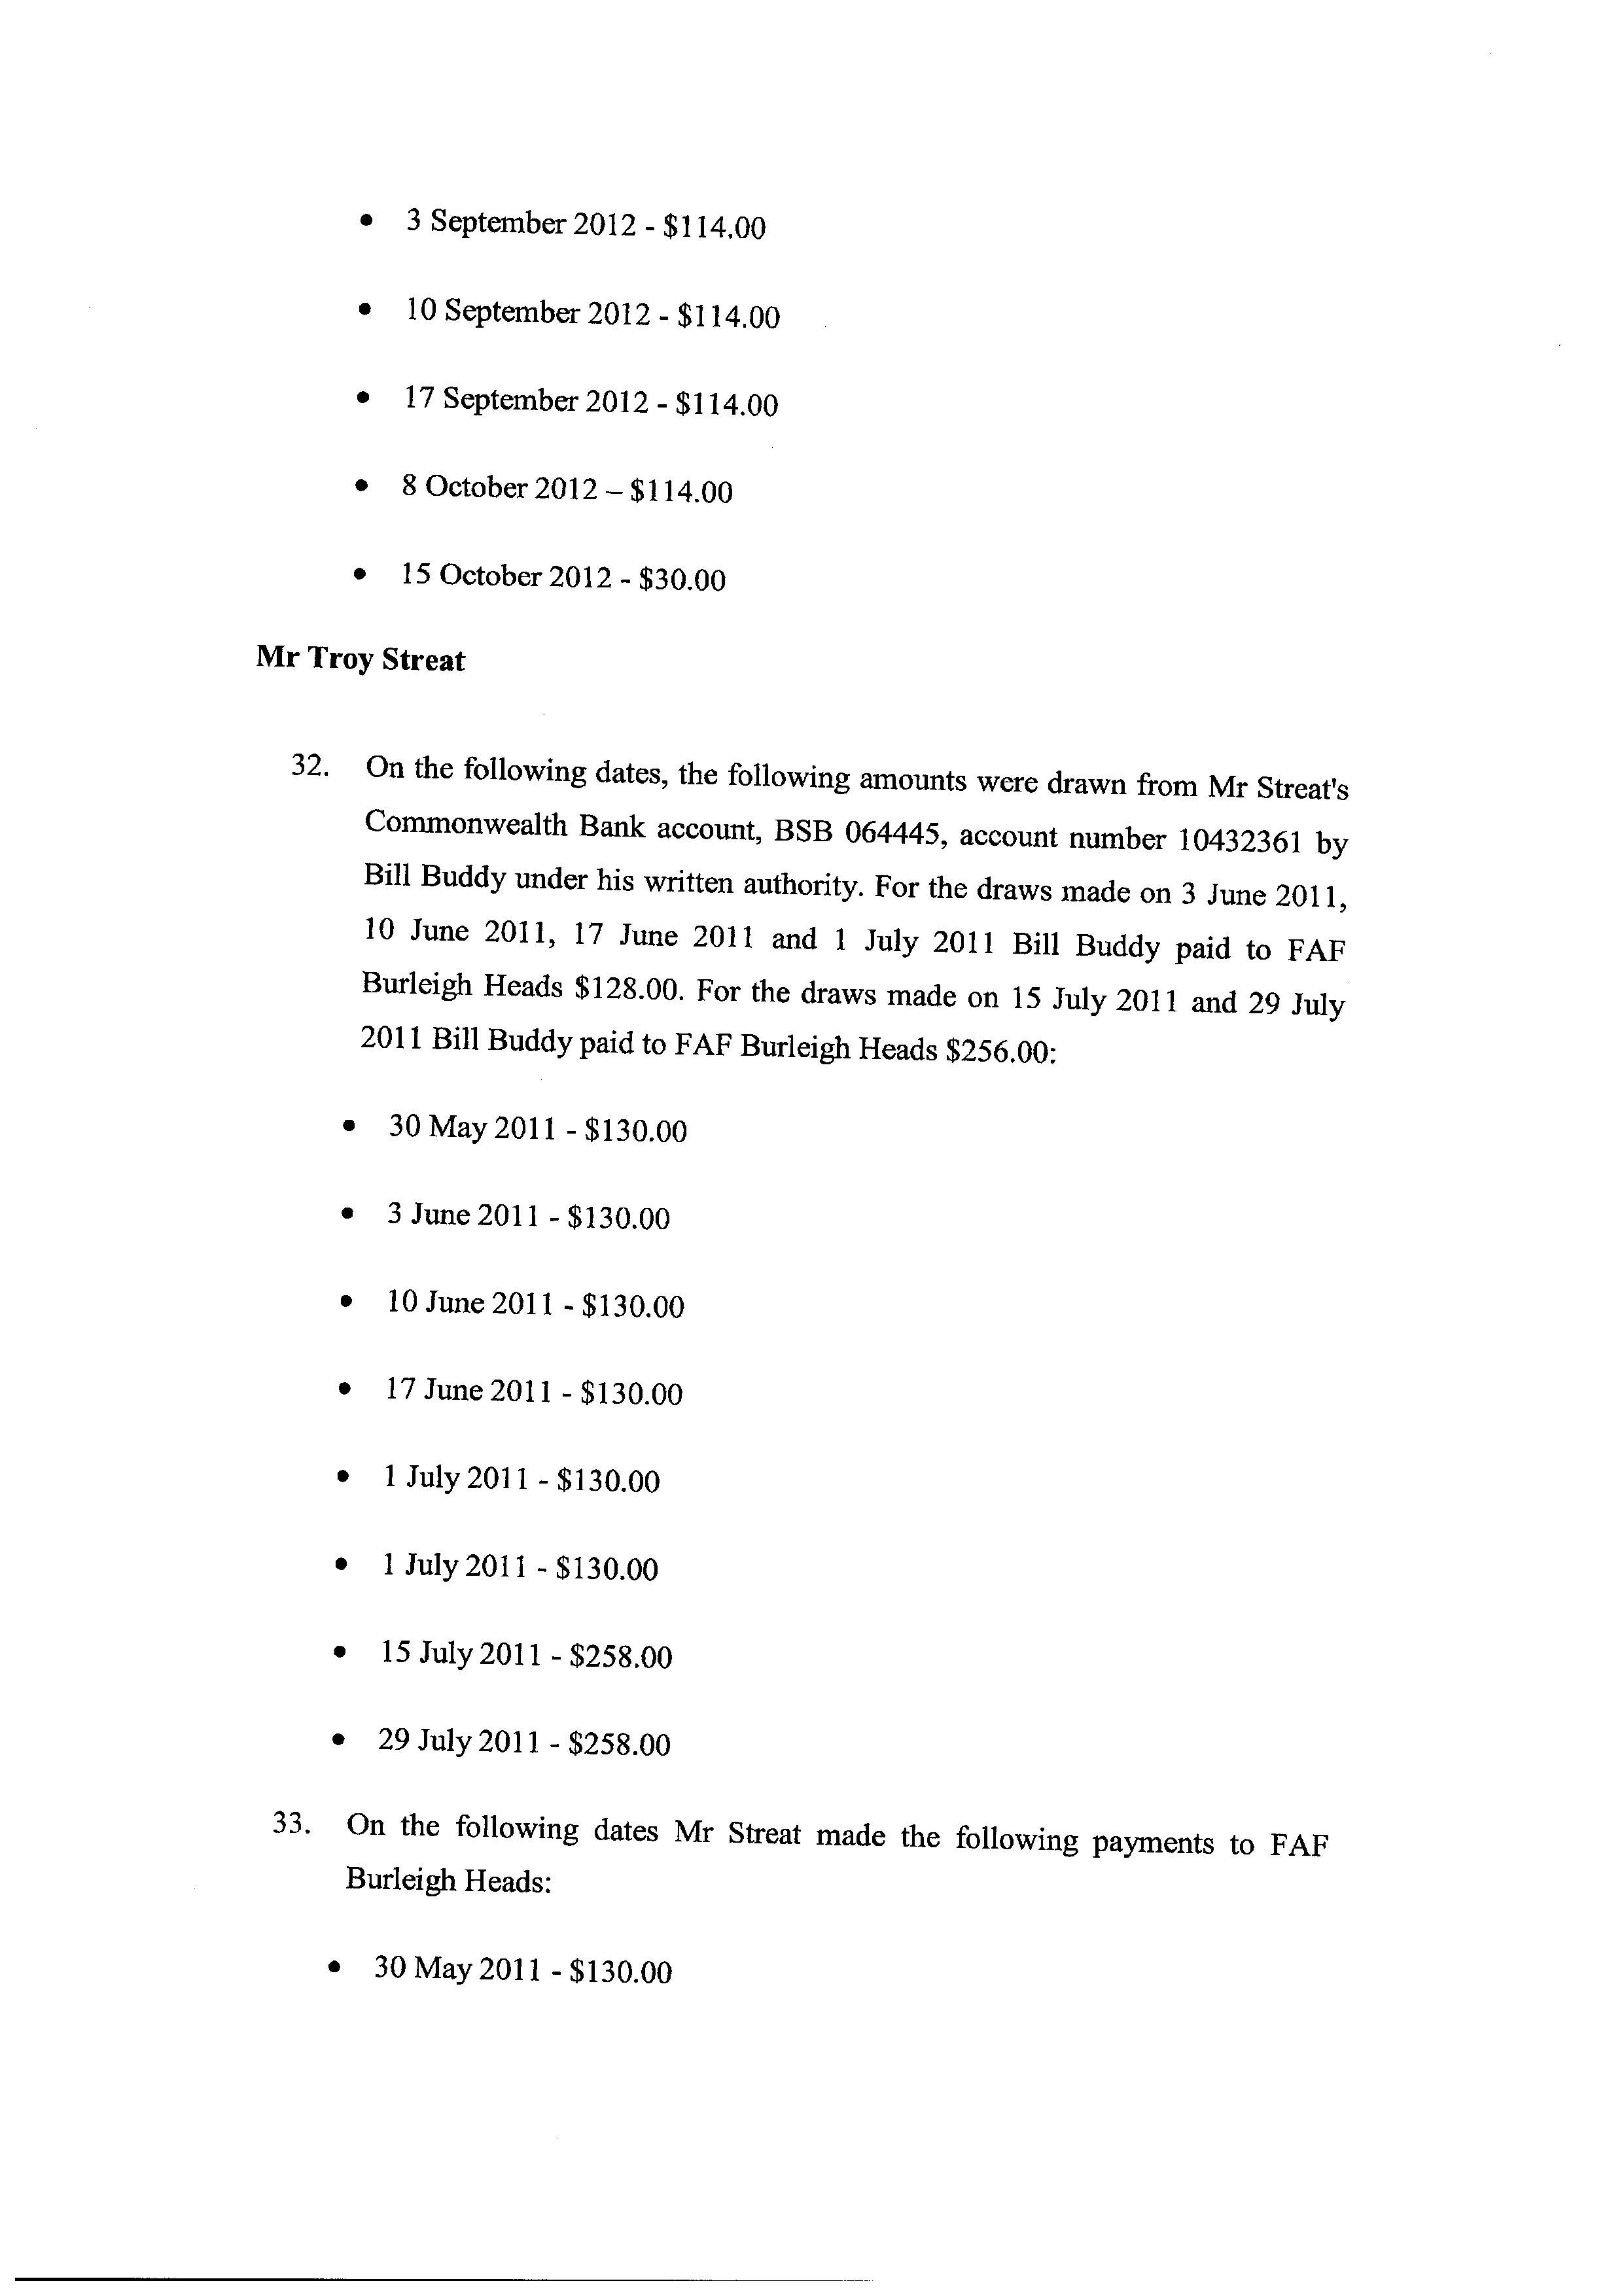 • 3 September 2012 - $114.00
• 10 September 2012 - $114.00
• 17 September 2012 - $114.00
• 8 October 2012 – $114.00
• 15 October 2012 - $30.00
Mr Troy Streat
32. On the following dates, the following amounts were drawn from Mr Streat's
Commonwealth Bank account, BSB 064445, account number 10432361 by
Bill Buddy under his written authority. For the draws made on 3 June 2011,
10 June 2011, 17 June 2011 and 1 July 2011 Bill Buddy paid to FAF
Burleigh Heads $128.00. For the draws made on 15 July 2011 and 29 July
2011 Bill Buddy paid to FAF Burleigh Heads $256.00:
• 30 May 2011 - $130.00
• 3 June 2011 - $130.00
• 10 June 2011 - $130.00
• 17 June 2011 - $130.00
• 1 July 2011 - $130.00
• 1 July 2011 - $130.00
• 15 July 2011 - $258.00
• 29 July 2011 - $258.00
33. On the following dates Mr Streat made the following payments to FAF
Burleigh Heads:
• 30 May 2011 - $130.00